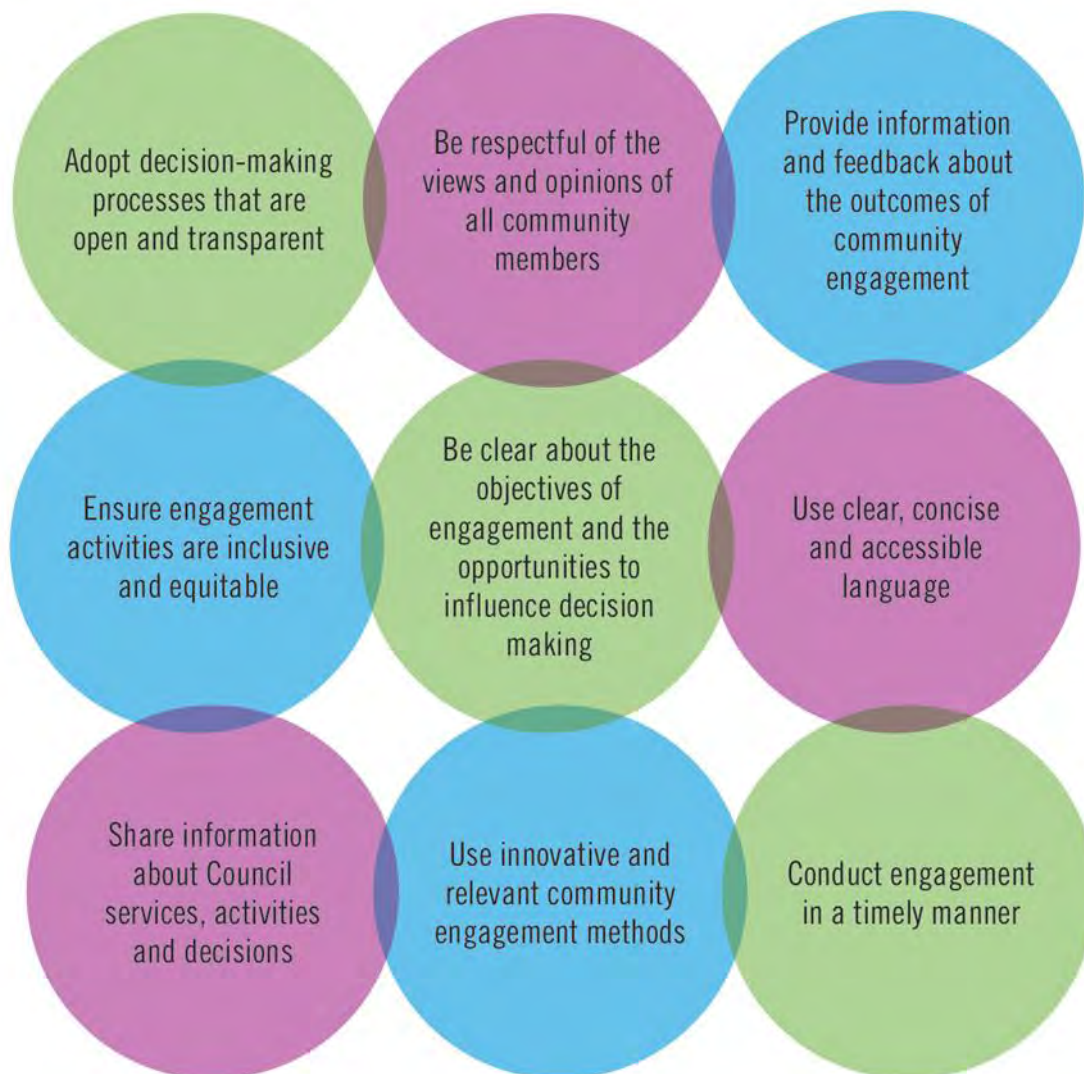 Adopt decision-making
processes that are
open and transparent
Be respectful of the
views and opinions of
all community
members
Provide information
and feedback about
the outcomes of
community
engagement
Ensure engagement
activities are inclusive
and equitable
Be clear about the
objectives of
engagement and the
opportunities to
influence decision
making
Use clear, concise
and accessible
language
Share information
about Council
services, activities
and decisions
Use innovative and
relevant community
engagement methods
Conduct engagement
in a timely manner